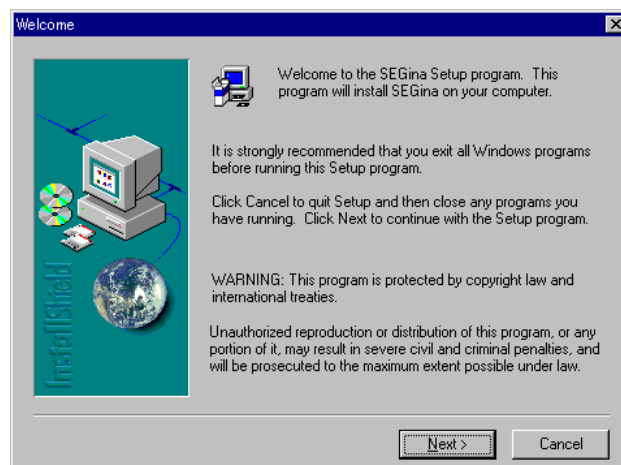 Welcome
Welcome to the SEGina Setup program. This
program will install SEGina on your computer.
It is strongly recommended that you exit all Windows programs
before running this Setup program.
Click Cancel to quit Setup and then close any programs you
have running. Click Next to continue with the Setup program.
WARNING: This program is protected by copyright law and
international treaties.
Unauthorized reproduction or distribution of this program, or any
portion of it, may result in severe civil and criminal penalties, and
will be prosecuted to the maximum extent possible under law.
InstallShield
Next >
Cancel